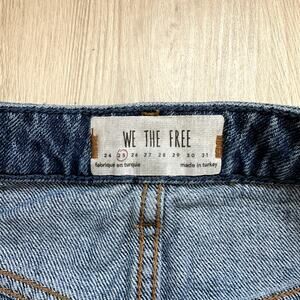 WE THE FREE
24 25 26 27 28 29 30 31
fabriqué en turquie made in turkey